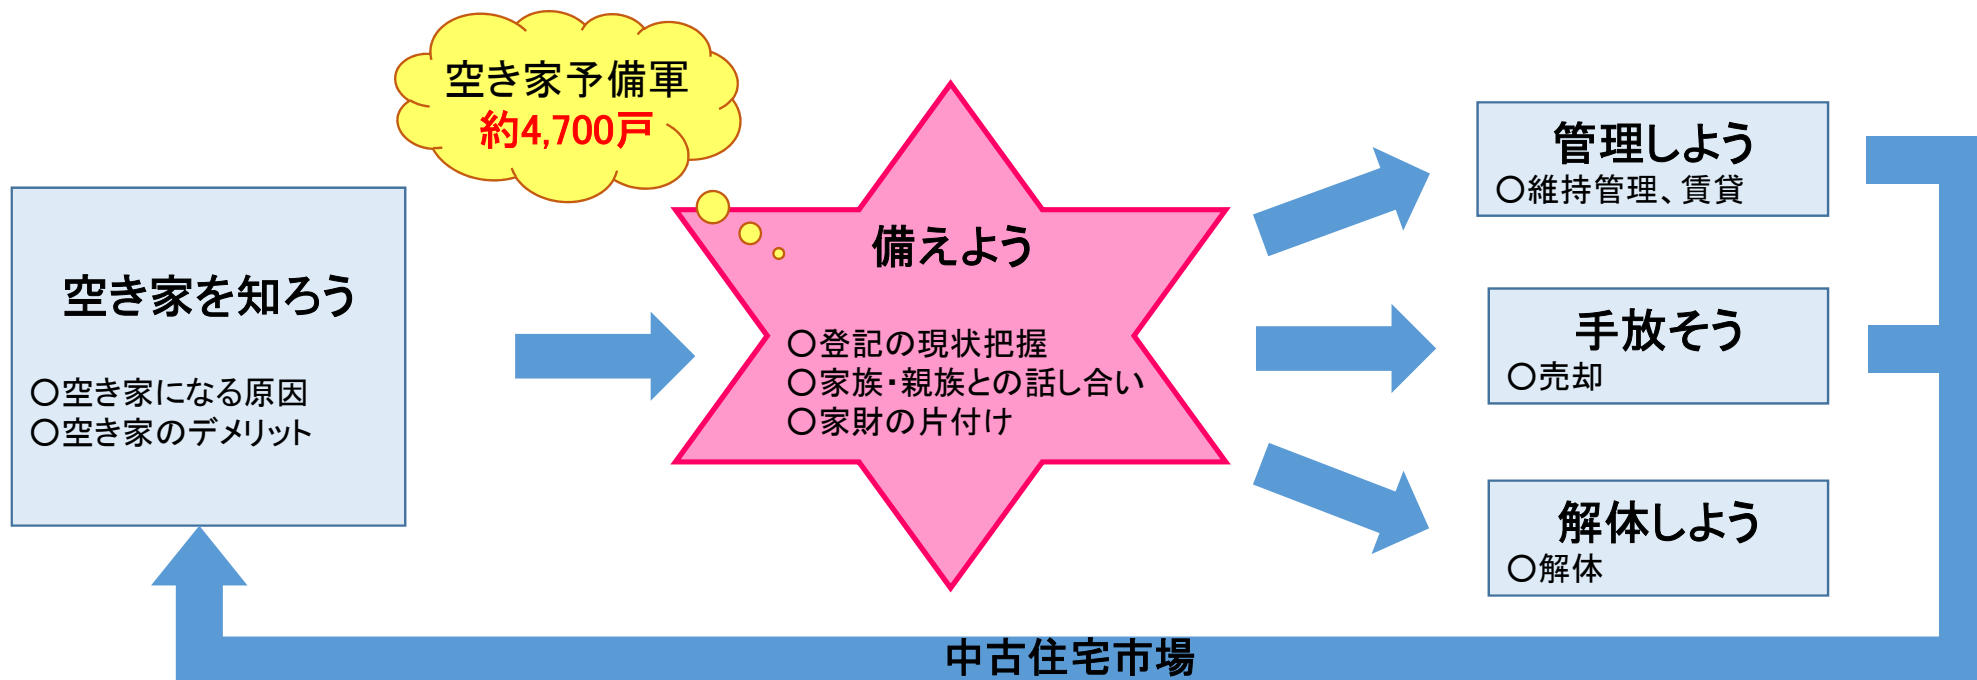 空き家予備軍
約4,700戸
空き家を知ろう
○空き家になる原因
○空き家のデメリット
備えよう
○登記の現状把握
○家族・親族との話し合い
○家財の片付け
管理しよう
○維持管理、賃貸
手放そう
○売却
解体しよう
○解体
中古住宅市場